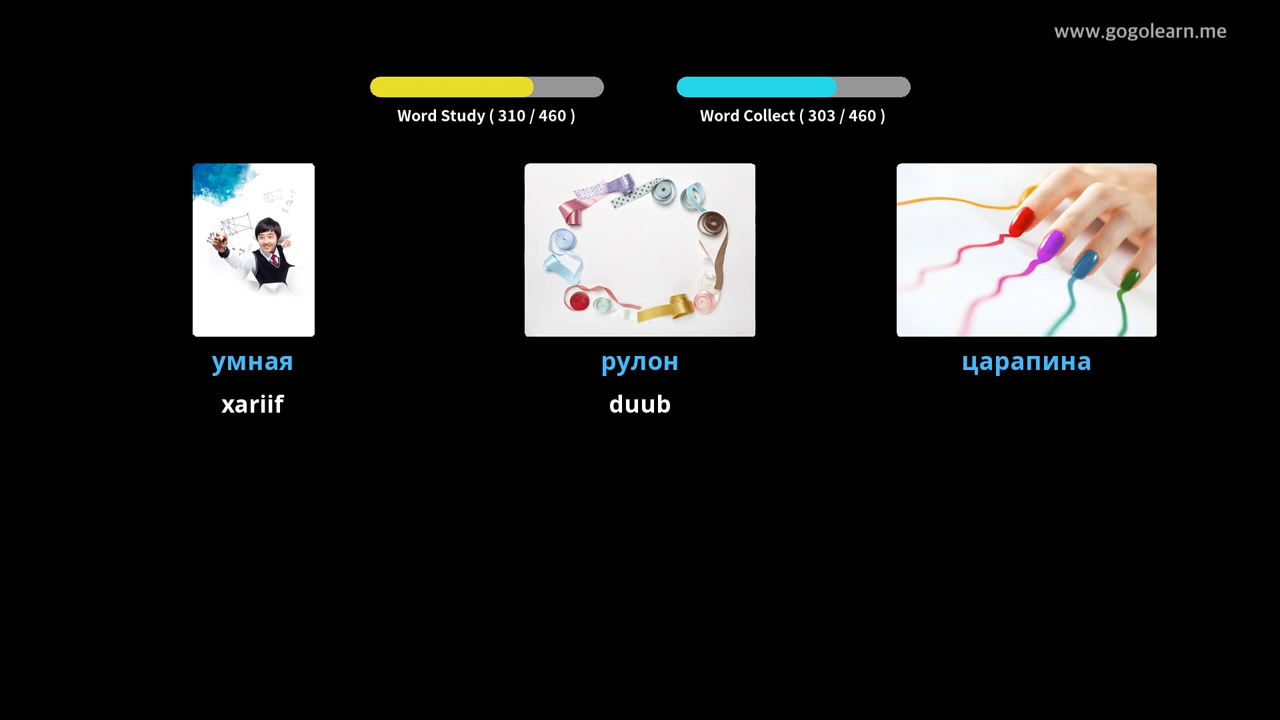 www.gogolearn.me
Word Study ( 310 / 460 )
Word Collect ( 303 / 460 )
умная
рулон
царапина
xariif
duub